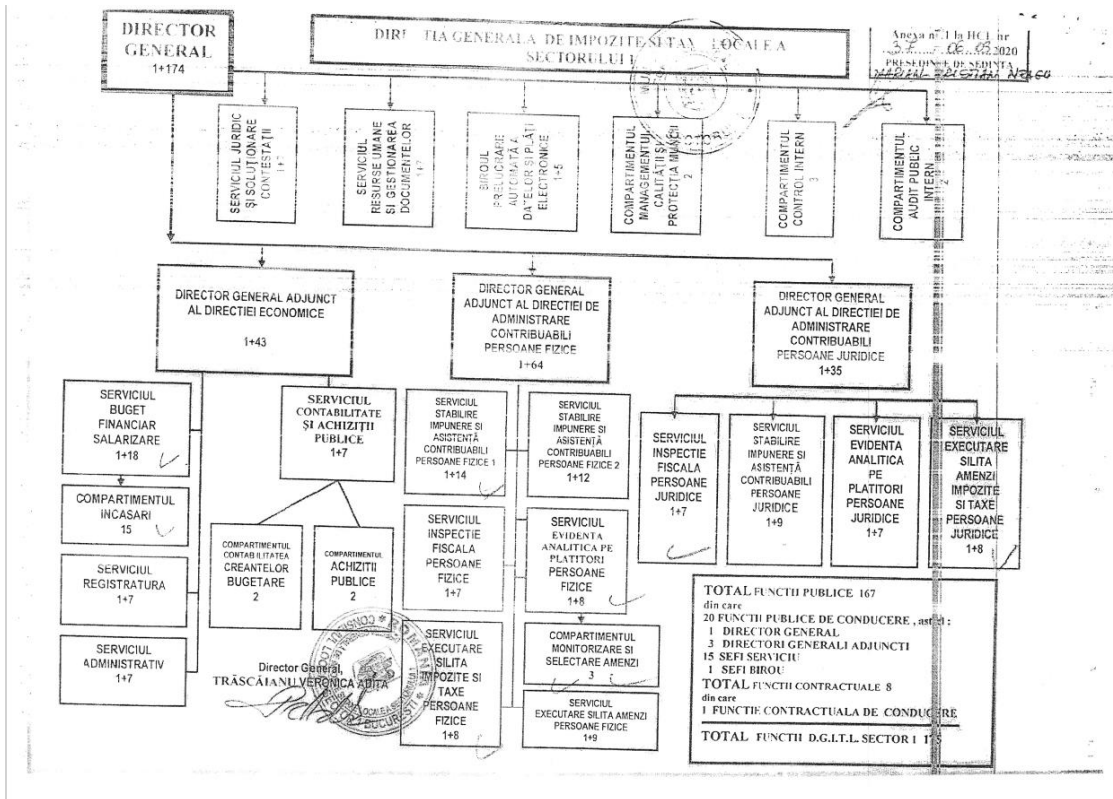 DIRECTOR
GENERAL
1+174
GENERALA DE IMPOZITE SI LOCALE A
SECTORULUI 1
Anexa nr. 1 la HCL nr
2020
PRESEDINTE DE SEDINTA
SERVICIUL JURIDIC
ȘI SOLUȚIONARE
CONTESTAȚII
SERVICIUL
RESURSE UMANE
SI GESTIONAREA
DOCUMENTELOR
BIROUL
PRELUCRARE
AUTOMATĂ A
DATELOR SI PLĂȚI
ELECTRONICE
1+5
COMPARTIMENTUL
MANAGEMENTUL
CALITĂȚII ȘI
PROTECȚIA MUNCII
2
COMPARTIMENTUL
CONTROL INTERN
3
COMPARTIMENTUL
AUDIT PUBLIC
INTERN
2
DIRECTOR GENERAL ADJUNCT
AL DIRECTIEI ECONOMICE
1+43
DIRECTOR GENERAL
ADJUNCT AL DIRECTIEI DE
ADMINISTRARE
CONTRIBUABILI
PERSOANE FIZICE
1+64
DIRECTOR GENERAL
ADJUNCT AL DIRECTIEI DE
ADMINISTRARE
CONTRIBUABILI
PERSOANE JURIDICE
1+35
SERVICIUL
BUGET
FINANCIAR
SALARIZARE
1+18
COMPARTIMENTUL
INCASARI
15
SERVICIUL
REGISTRATURA
1+7
SERVICIUL
ADMINISTRATIV
1+7
SERVICIUL
CONTABILITATE
ȘI ACHIZIȚII
PUBLICE
1+7
COMPARTIMENTUL
CONTABILITATEA
CREANTELOR
BUGETARE
2
COMPARTIMENTUL
ACHIZITII
PUBLICE
2
SERVICIUL
STABILIRE
IMPUNERE SI
ASISTENȚĂ
CONTRIBUABILI
PERSOANE FIZICE 1
1+14
SERVICIUL
STABILIRE
IMPUNERE SI
ASISTENȚĂ
CONTRIBUABILI
PERSOANE FIZICE 2
1+12
SERVICIUL
INSPECTIE
FISCALA
PERSOANE
FIZICE
1+7
SERVICIUL
EVIDENTA
ANALITICA PE
PLATITORI
PERSOANE
FIZICE
1+8
SERVICIUL
EXECUTARE
SILITA
IMPOZITE SI
TAXE
PERSOANE
FIZICE
1+8
COMPARTIMENTUL
MONITORIZARE SI
SELECTARE AMENZI
3
SERVICIUL
EXECUTARE SILITA AMENZI
PERSOANE FIZICE
1+9
SERVICIUL
INSPECTIE
FISCALA
PERSOANE
JURIDICE
1+7
SERVICIUL
STABILIRE
IMPUNERE SI
ASISTENȚĂ
CONTRIBUABILI
PERSOANE
JURIDICE
1+9
SERVICIUL
EVIDENTA
ANALITICA
PE
PLATITORI
PERSOANE
JURIDICE
1+7
SERVICIUL
EXECUTARE
SILITA
AMENZI
IMPOZITE
SI TAXE
PERSOANE
JURIDICE
1+8
Director General,
TRĂSCĂIANU VERONICA ADITA
TOTAL FUNCTII PUBLICE 167
din care
20 FUNCTII PUBLICE DE CONDUCERE ,
1 DIRECTOR GENERAL
3 DIRECTORI GENERALI ADJUNCTI
15 SEFI SERVICIU
1 SEFI BIROU
TOTAL FUNCTII CONTRACTUALE 8
din care
1 FUNCTIE CONTRACTUALA DE CONDUCERE
TOTAL FUNCTII D.G.I.T.L. SECTOR 1